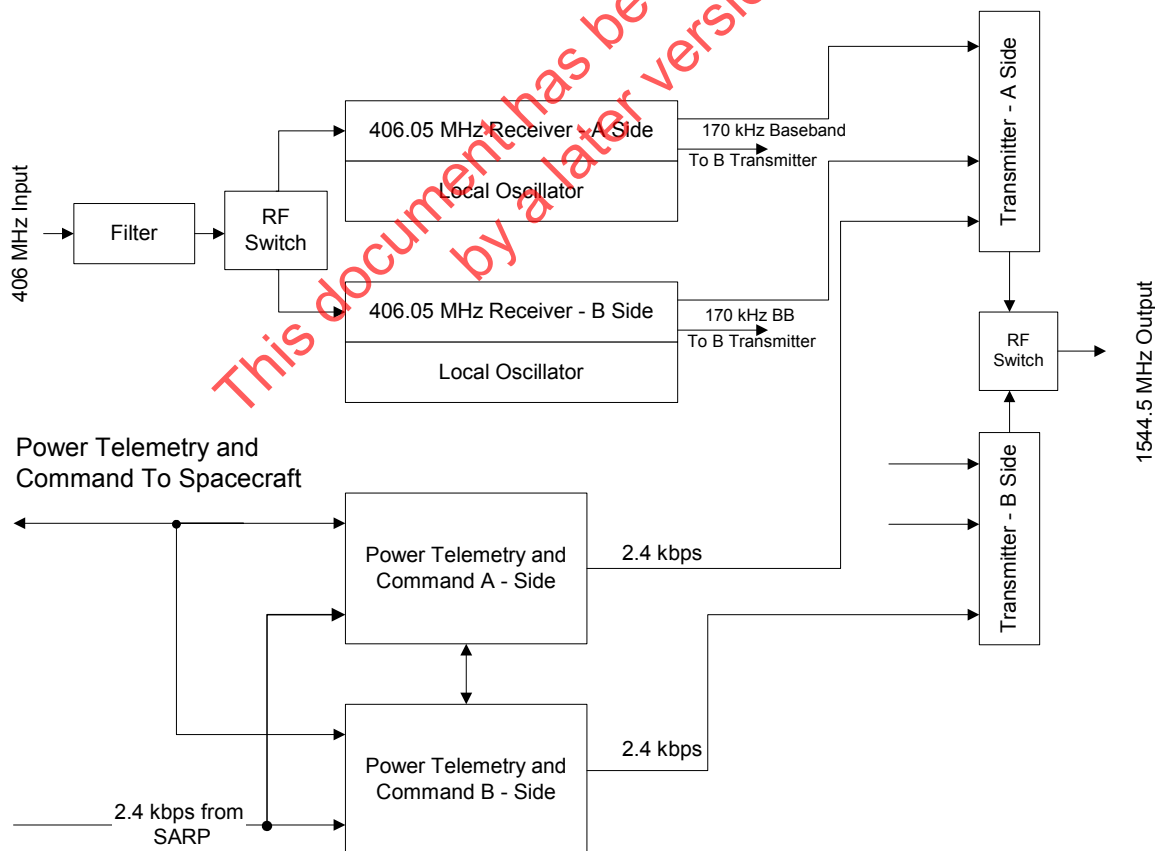 406 MHz Input
Filter
RF
Switch
406.05 MHz Receiver - A Side
Local Oscillator
170 kHz Baseband
To B Transmitter
406.05 MHz Receiver - B Side
Local Oscillator
170 kHz BB
To B Transmitter
Transmitter - A Side
RF
Switch
1544.5 MHz Output
Transmitter - B Side
Power Telemetry and
Command To Spacecraft
Power Telemetry and
Command A - Side
2.4 kbps
Power Telemetry and
Command B - Side
2.4 kbps
2.4 kbps from
SARP
This document has be
by a later versio